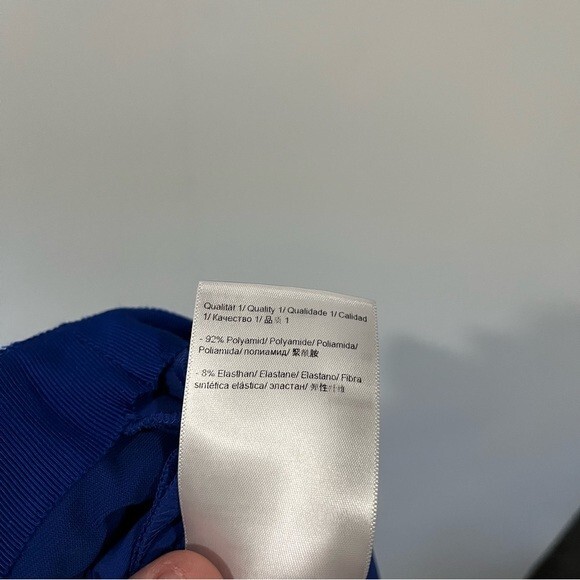 Qualität 1/ Quality 1/ Qualidade 1/ Calidad
1/ Качество 1/ 品质 1
- 92% Polyamid/ Polyamide/ Poliamida/
Poliamida/ полиамид/ 聚酰胺
- 8% Elasthan/ Elastane/ Elastano/ Fibra
sintética elástica/ эластан/ 弹性纤维